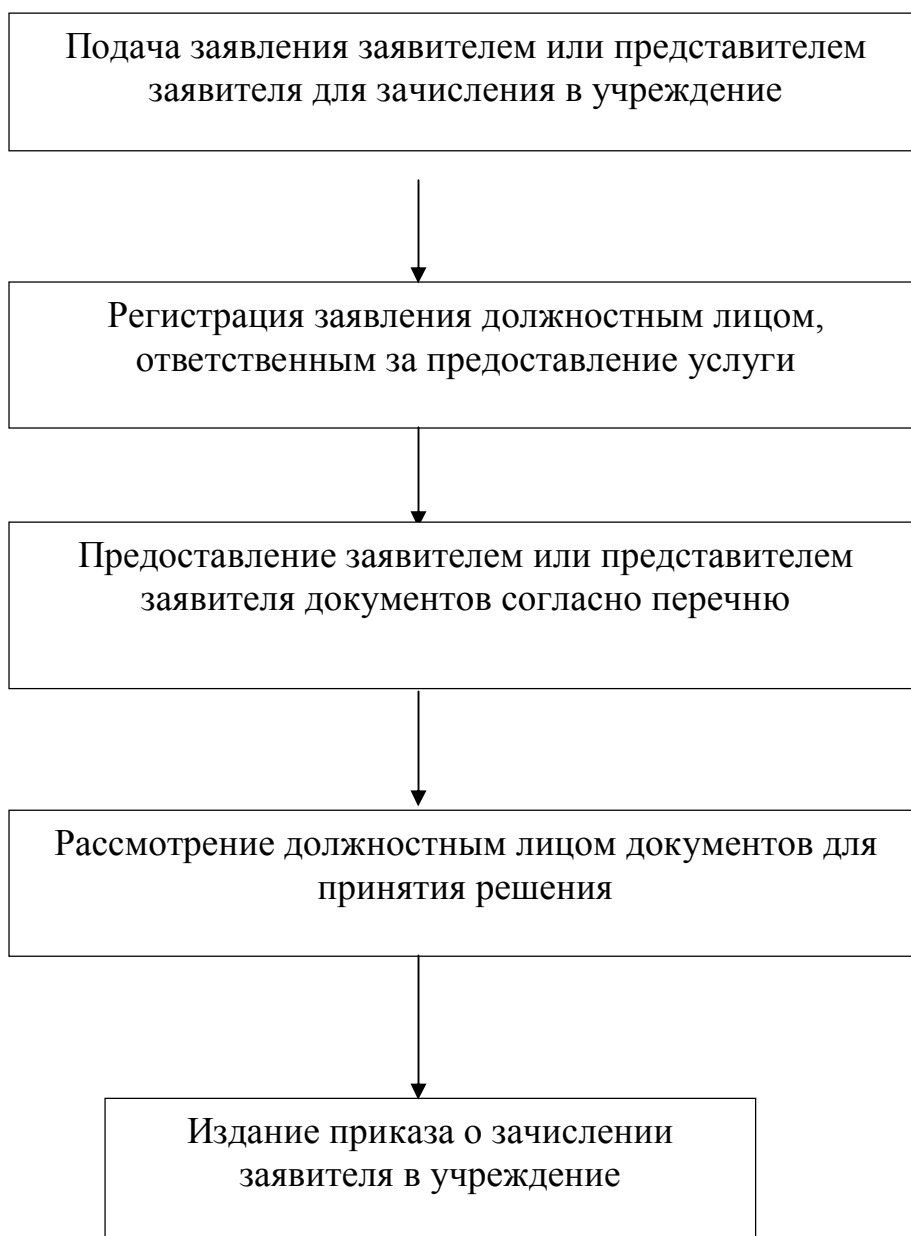 Подача заявления заявителем или представителем
заявителя для зачисления в учреждение
Регистрация заявления должностным лицом,
ответственным за предоставление услуги
Предоставление заявителем или представителем
заявителя документов согласно перечню
Рассмотрение должностным лицом документов для
принятия решения
Издание приказа о зачислении
заявителя в учреждение